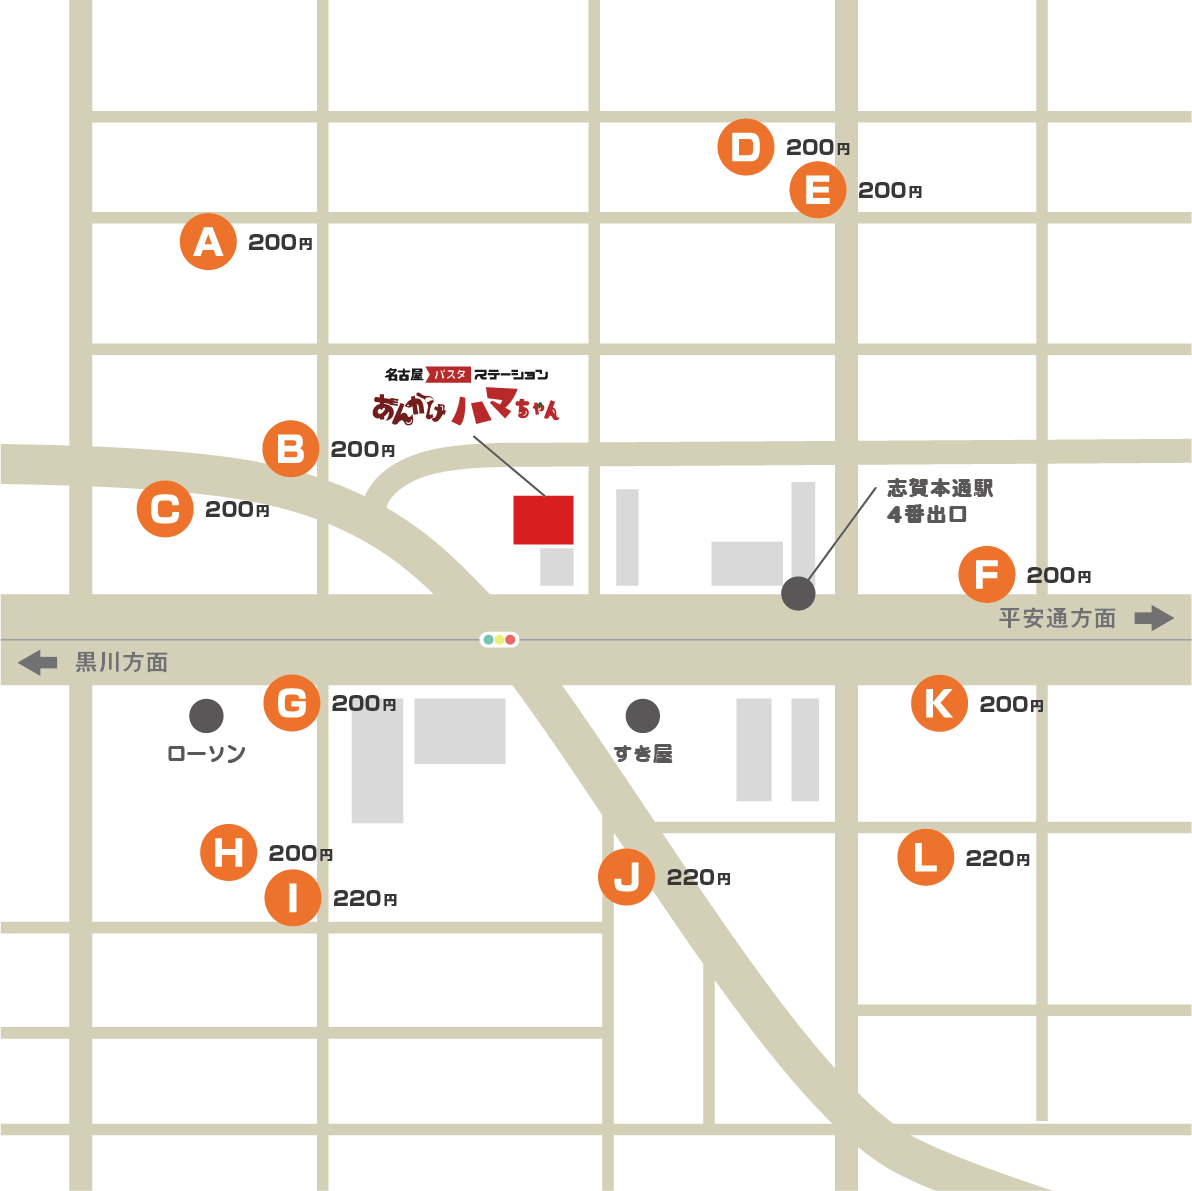 D 200円
E 200円
A 200円
名古屋 パスタ ステーション
あんかけ ハマちゃん
B 200円
志賀本通駅
4番出口
C 200円
F 200円
平安通方面
黒川方面
G 200円
K 200円
ローソン
すき屋
H 200円
L 220円
J 220円
I 220円